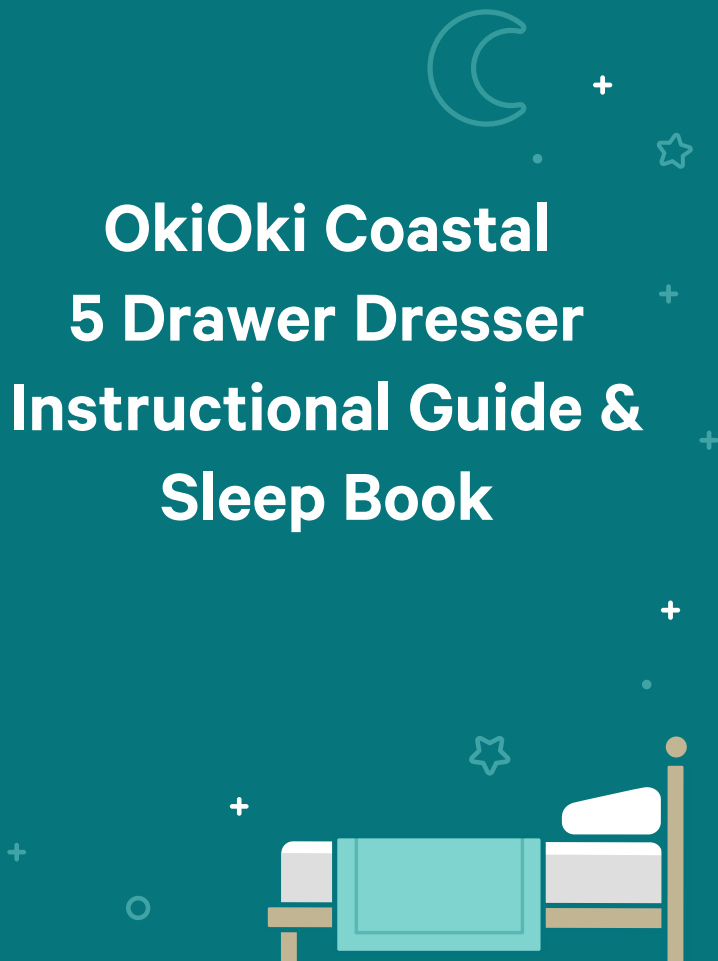 OkiOki Coastal
5 Drawer Dresser
Instructional Guide &
Sleep Book